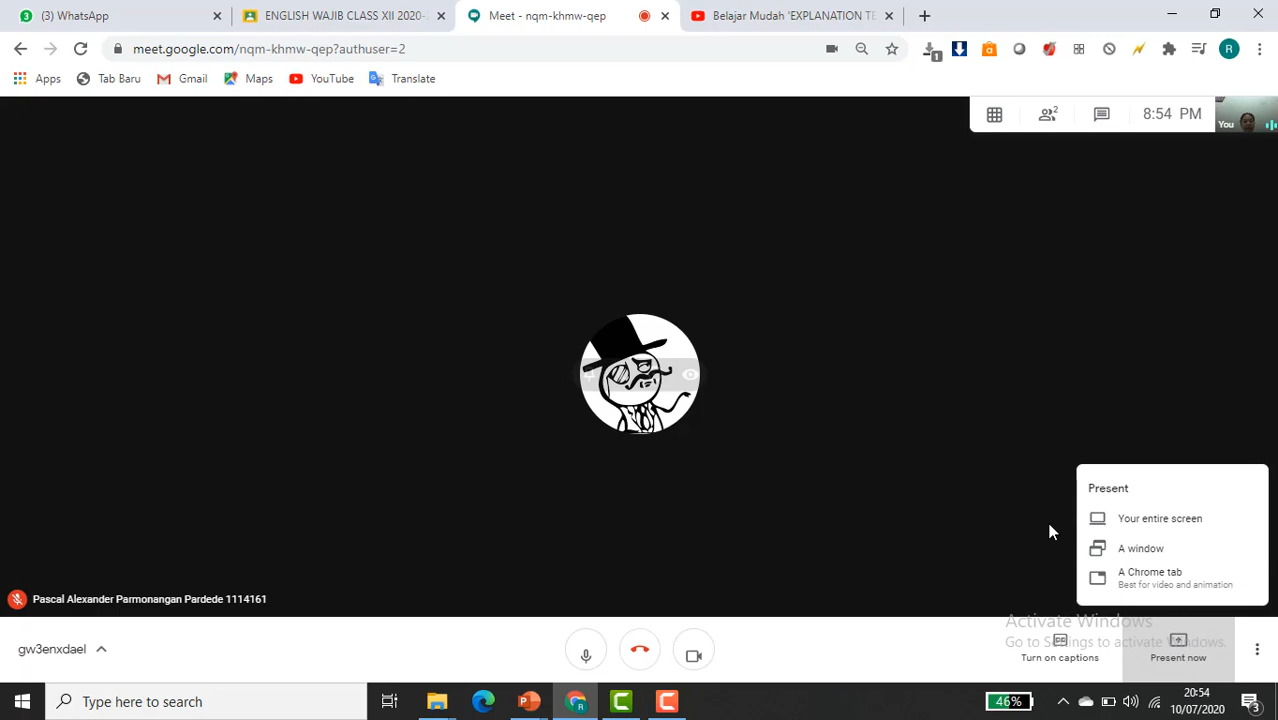 (3) WhatsApp
ENGLISH WAJIB CLASS XII 2020-
Meet - nqm-khmw-qep
Belajar Mudah 'EXPLANATION TE
meet.google.com/nqm-khmw-qep?authuser=2
1
R
Apps
Tab Baru
Gmail
Maps
YouTube
Translate
2
8:54 PM
You
Present
Your entire screen
A window
A Chrome tab
Best for video and animation
Pascal Alexander Parmonangan Pardede 1114161
Activate Windows
Go to Settings to activate Windows.
gw3enxdael
Turn on captions
Present now
Type here to search
46%
20:54
10/07/2020
3